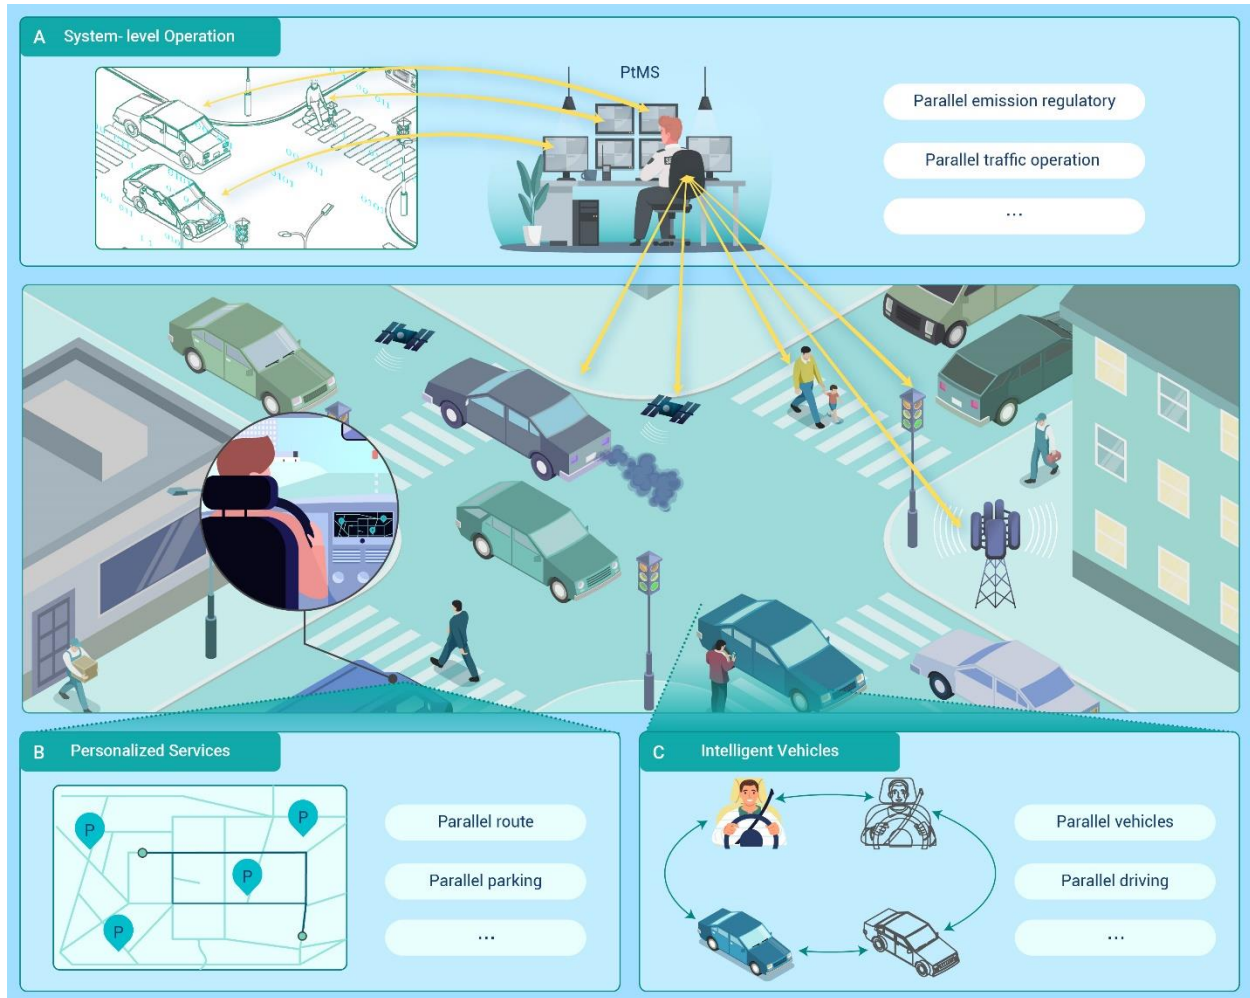 A System- level Operation
PtMS
Parallel emission regulatory
Parallel traffic operation
...
B Personalized Services
P
P
P
P
Parallel route
Parallel parking
...
C Intelligent Vehicles
Parallel vehicles
Parallel driving
...